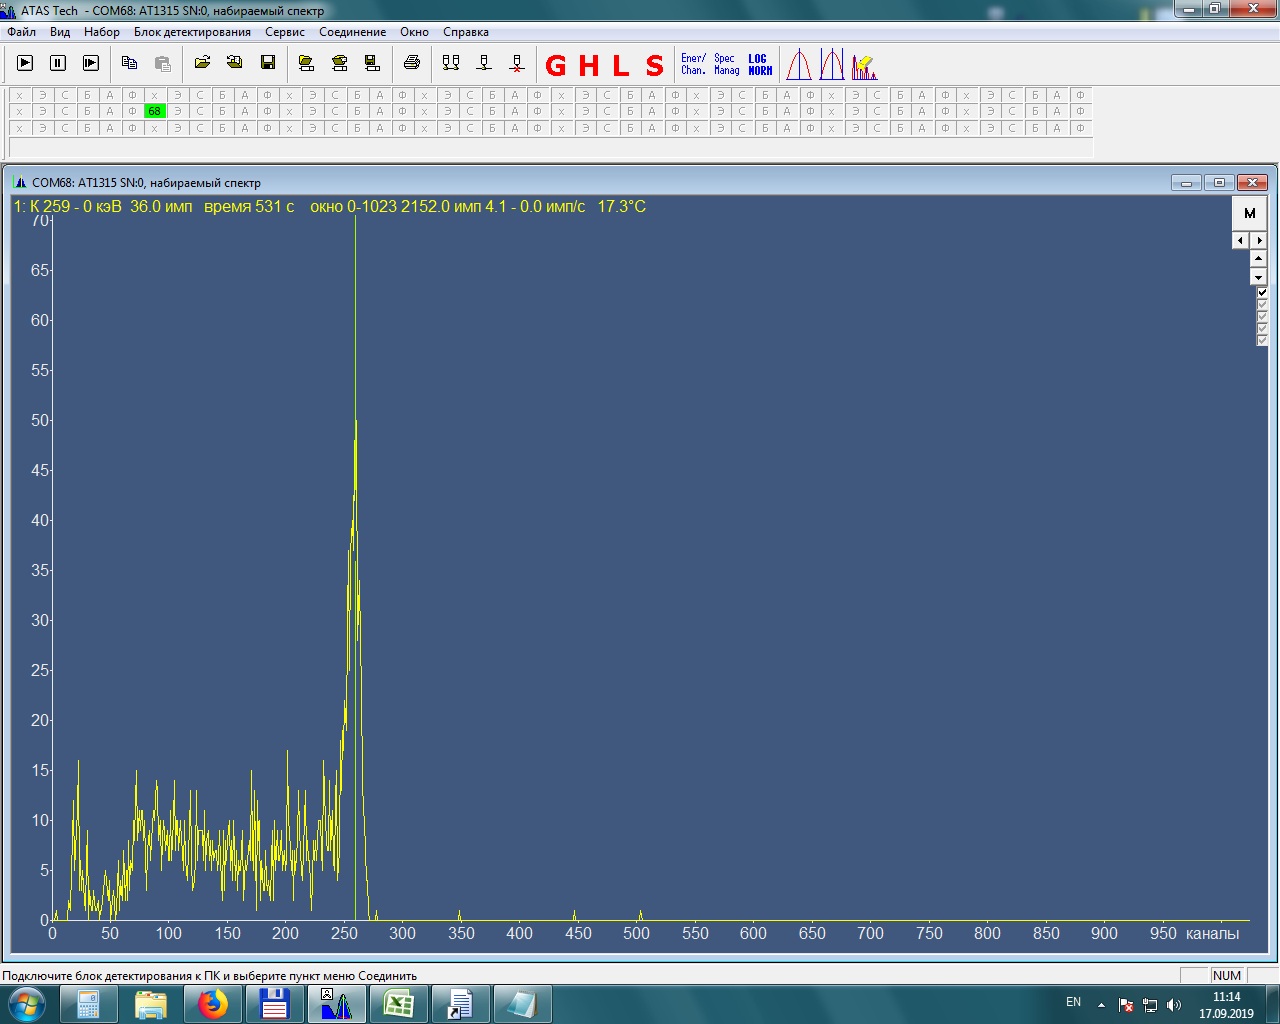 ATAS Tech - COM68: AT1315 SN:0, набираемый спектр
Файл Вид Набор Блок детектирования Сервис Соединение Окно Справка
G H L S Ener/ Chan. Spec Manag LOG NORM
х Э С Б А Ф х Э С Б А Ф х Э С Б А Ф х Э С Б А Ф х Э С Б А Ф х Э С Б А Ф х Э С Б А Ф х Э С Б А Ф
х Э С Б А Ф 68 Э С Б А Ф х Э С Б А Ф х Э С Б А Ф х Э С Б А Ф х Э С Б А Ф х Э С Б А Ф х Э С Б А Ф
х Э С Б А Ф х Э С Б А Ф х Э С Б А Ф х Э С Б А Ф х Э С Б А Ф х Э С Б А Ф х Э С Б А Ф х Э С Б А Ф
COM68: AT1315 SN:0, набираемый спектр
1: К 259 - 0 кэВ 36.0 имп время 531 с окно 0-1023 2152.0 имп 4.1 - 0.0 имп/с 17.3°C
M
70
65
60
55
50
45
40
35
30
25
20
15
10
5
0
0 50 100 150 200 250 300 350 400 450 500 550 600 650 700 750 800 850 900 950 каналы
Подключите блок детектирования к ПК и выберите пункт меню Соединить
NUM
EN
11:14
17.09.2019